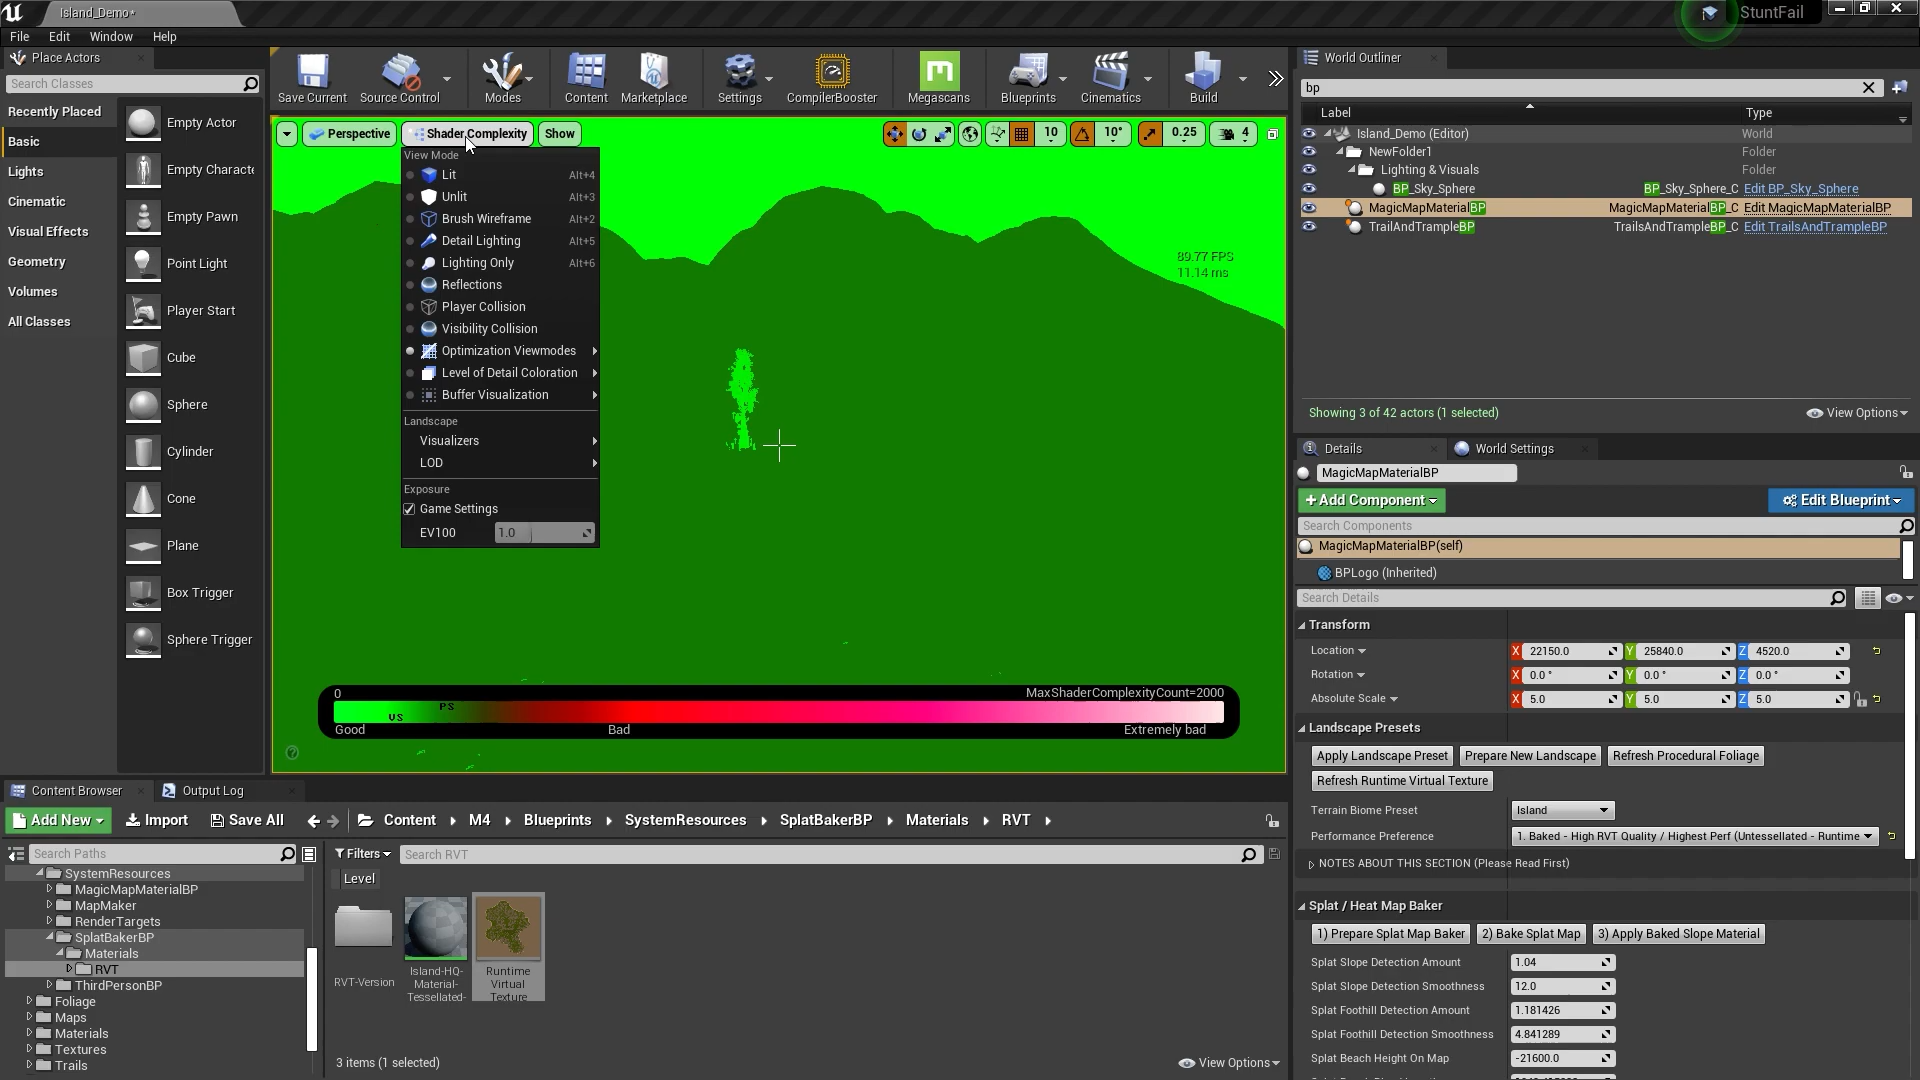 Island_Demo*
StuntFail
File Edit Window Help
Place Actors
Search Classes
Recently Placed
Basic
Lights
Cinematic
Visual Effects
Geometry
Volumes
All Classes
Empty Actor
Empty Characte
Empty Pawn
Point Light
Player Start
Cube
Sphere
Cylinder
Cone
Plane
Box Trigger
Sphere Trigger
Save Current Source Control Modes Content Marketplace Settings CompilerBooster Megascans Blueprints Cinematics Build
Perspective Shader Complexity Show
10 10° 0.25 4
View Mode
Lit Alt+4
Unlit Alt+3
Brush Wireframe Alt+2
Detail Lighting Alt+5
Lighting Only Alt+6
Reflections
Player Collision
Visibility Collision
Optimization Viewmodes
Level of Detail Coloration
Buffer Visualization
Landscape
Visualizers
LOD
Exposure
Game Settings
EV100 1.0
89.77 FPS
11.14 ms
0 MaxShaderComplexityCount=2000
PS
VS
Good Bad Extremely bad
World Outliner
bp
Label Type
Island_Demo (Editor) World
NewFolder1 Folder
Lighting & Visuals Folder
BP_Sky_Sphere BP_Sky_Sphere_C Edit BP_Sky_Sphere
MagicMapMaterialBP MagicMapMaterialBP_C Edit MagicMapMaterialBP
TrailAndTrampleBP TrailsAndTrampleBP_C Edit TrailsAndTrampleBP
Showing 3 of 42 actors (1 selected) View Options
Details World Settings
MagicMapMaterialBP
+Add Component Edit Blueprint
Search Components
MagicMapMaterialBP(self)
BPLogo (Inherited)
Search Details
Transform
Location X 22150.0 Y 25840.0 Z 4520.0
Rotation X 0.0 ° Y 0.0 ° Z 0.0 °
Absolute Scale X 5.0 Y 5.0 Z 5.0
Landscape Presets
Apply Landscape Preset Prepare New Landscape Refresh Procedural Foliage
Refresh Runtime Virtual Texture
Terrain Biome Preset Island
Performance Preference 1. Baked - High RVT Quality / Highest Perf (Untessellated - Runtime
NOTES ABOUT THIS SECTION (Please Read First)
Splat / Heat Map Baker
1) Prepare Splat Map Baker 2) Bake Splat Map 3) Apply Baked Slope Material
Splat Slope Detection Amount 1.04
Splat Slope Detection Smoothness 12.0
Splat Foothill Detection Amount 1.181426
Splat Foothill Detection Smoothness 4.841289
Splat Beach Height On Map -21600.0
Content Browser Output Log
Add New Import Save All Content M4 Blueprints SystemResources SplatBakerBP Materials RVT
Search Paths
SystemResources
MagicMapMaterialBP
MapMaker
RenderTargets
SplatBakerBP
Materials
RVT
ThirdPersonBP
Foliage
Maps
Materials
Textures
Trails
Filters Search RVT
Level
RVT-Version
Island-HQ-
Material-
Tessellated-
Runtime
Virtual
Texture
3 items (1 selected) View Options